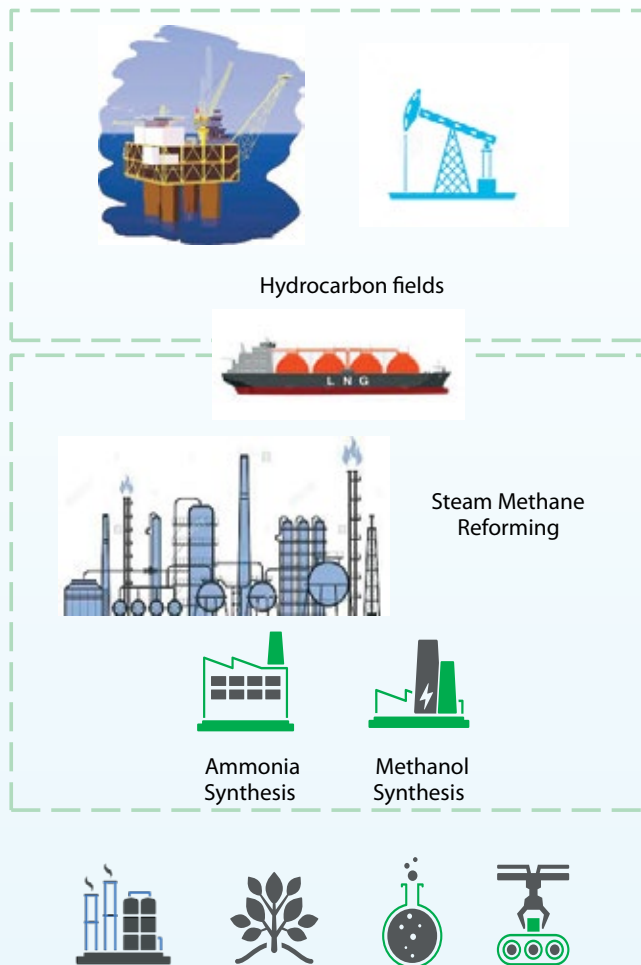 Hydrocarbon fields
L N G
Steam Methane
Reforming
Ammonia
Synthesis
Methanol
Synthesis